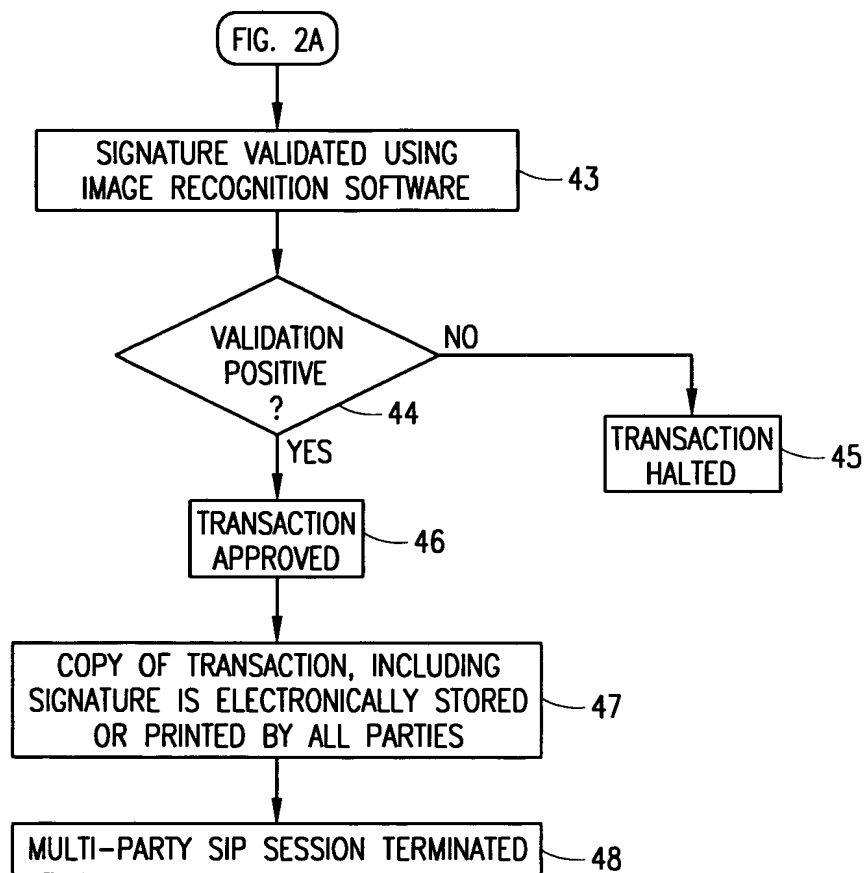 FIG. 2A
SIGNATURE VALIDATED USING
IMAGE RECOGNITION SOFTWARE
43
VALIDATION
POSITIVE
?
44
NO
YES
TRANSACTION
HALTED
45
TRANSACTION
APPROVED
46
COPY OF TRANSACTION, INCLUDING
SIGNATURE IS ELECTRONICALLY STORED
OR PRINTED BY ALL PARTIES
47
MULTI-PARTY SIP SESSION TERMINATED
48